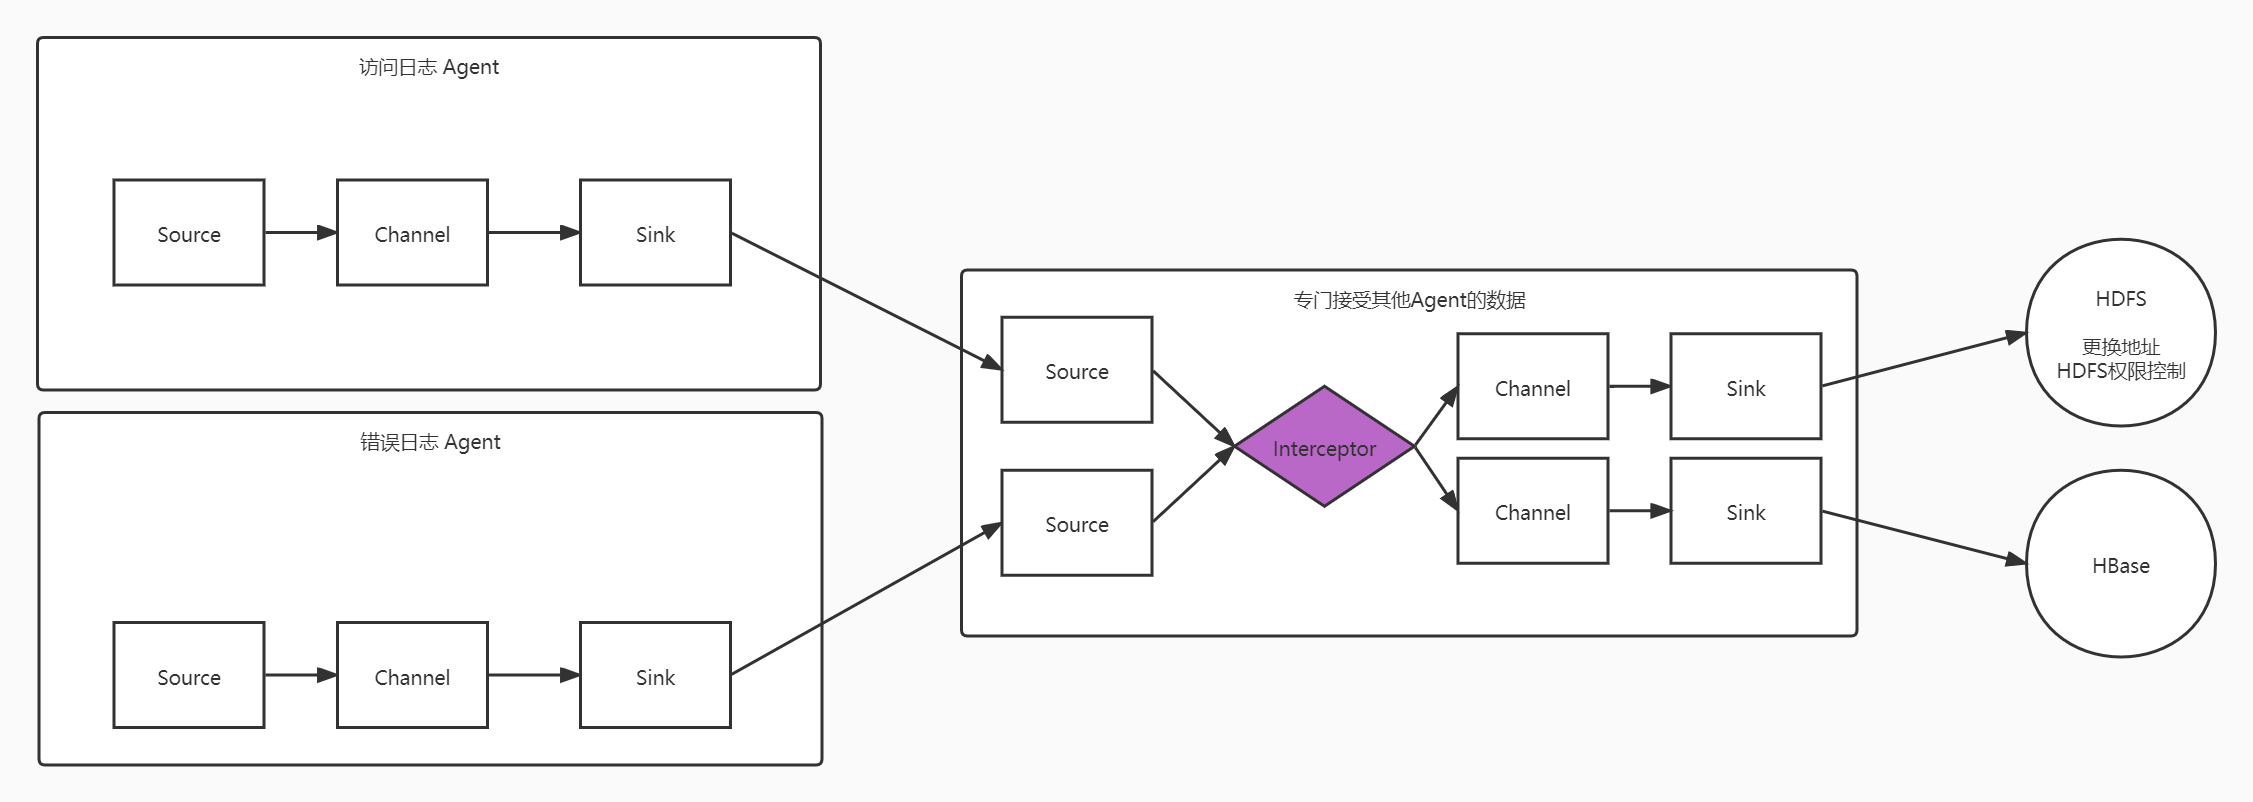 访问日志 Agent
Source
Channel
Sink
错误日志 Agent
Source
Channel
Sink
专门接受其他Agent的数据
Source
Source
Interceptor
Channel
Sink
Channel
Sink
HDFS
更换地址
HDFS权限控制
HBase